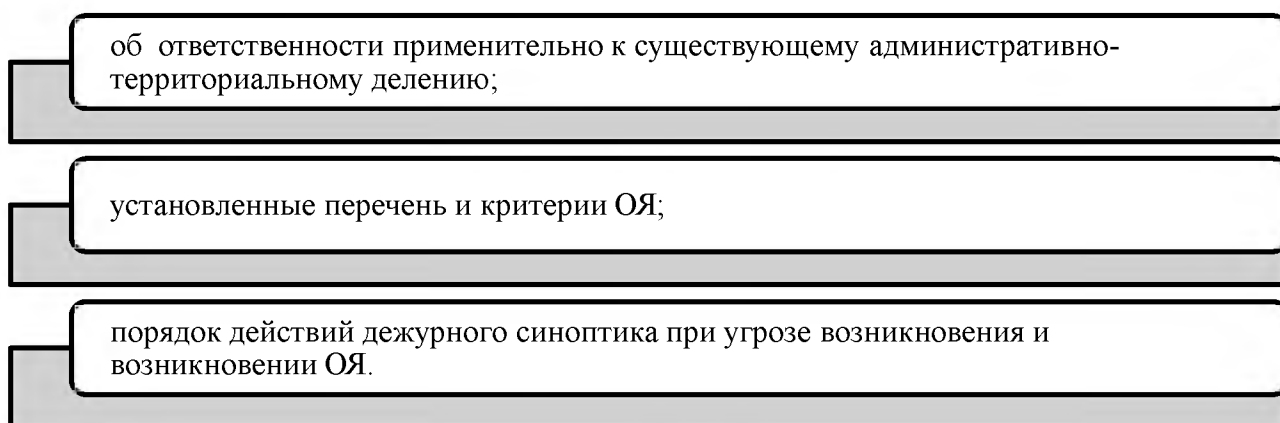 об ответственности применительно к существующему административно-
территориальному делению;
установленные перечень и критерии ОЯ;
порядок действий дежурного синоптика при угрозе возникновения и
возникновении ОЯ.